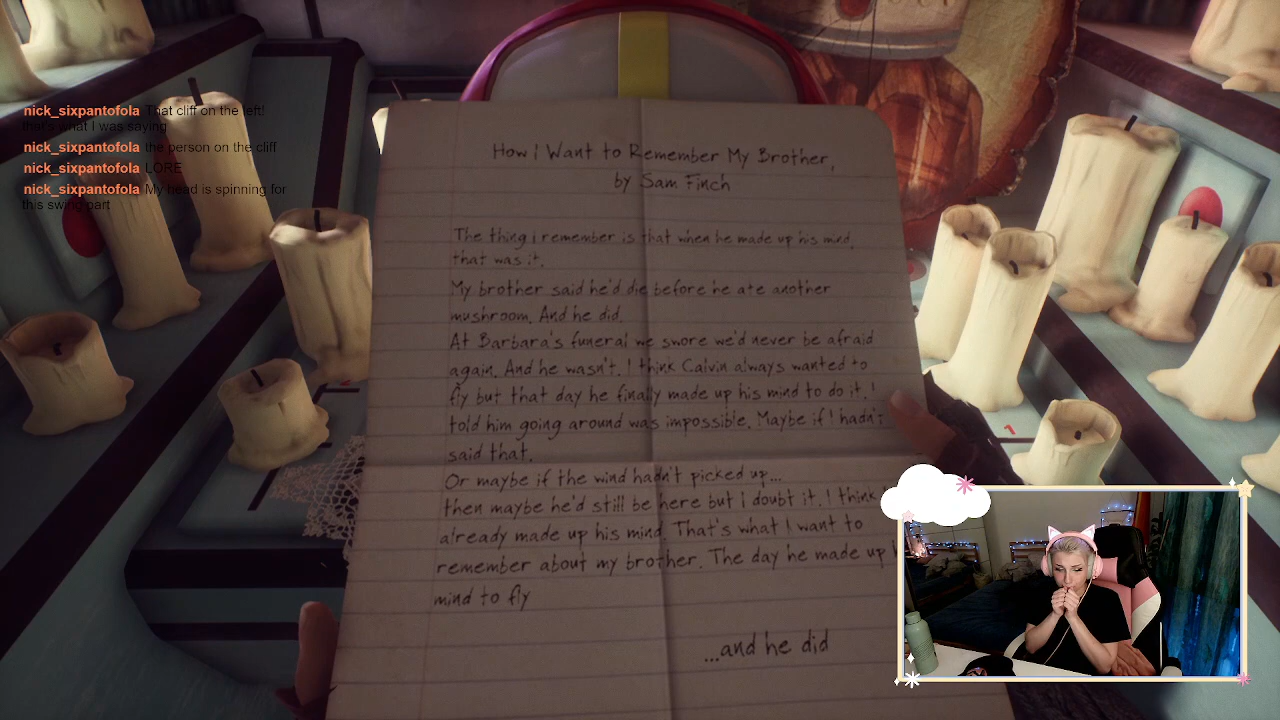 nick_sixpantofola That cliff on the left!
that's what I was saying
nick_sixpantofola the person on the cliff
nick_sixpantofola LORE
nick_sixpantofola My head is spinning for
this swing part
How I Want to Remember My Brother,
by Sam Finch
The thing I remember is that when he made up his mind,
that was it.
My brother said he'd die before he ate another
mushroom. And he did.
At Barbara's funeral we swore we'd never be afraid
again. And he wasn't. I think Calvin always wanted to
fly but that day he finally made up his mind to do it. I
told him going around was impossible. Maybe if I hadn't
said that.
Or maybe if the wind hadn't picked up...
then maybe he'd still be here but I doubt it. I think
already made up his mind. That's what I want to
remember about my brother. The day he made up
mind to fly
...and he did